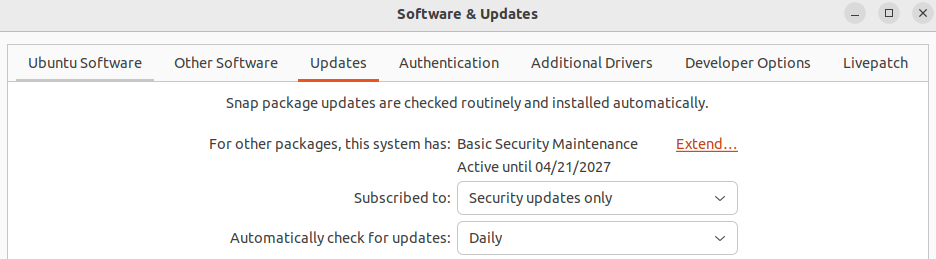 Software & Updates
Ubuntu Software Other Software Updates Authentication Additional Drivers Developer Options Livepatch
Snap package updates are checked routinely and installed automatically.
For other packages, this system has: Basic Security Maintenance Extend...
Active until 04/21/2027
Subscribed to: Security updates only
Automatically check for updates: Daily